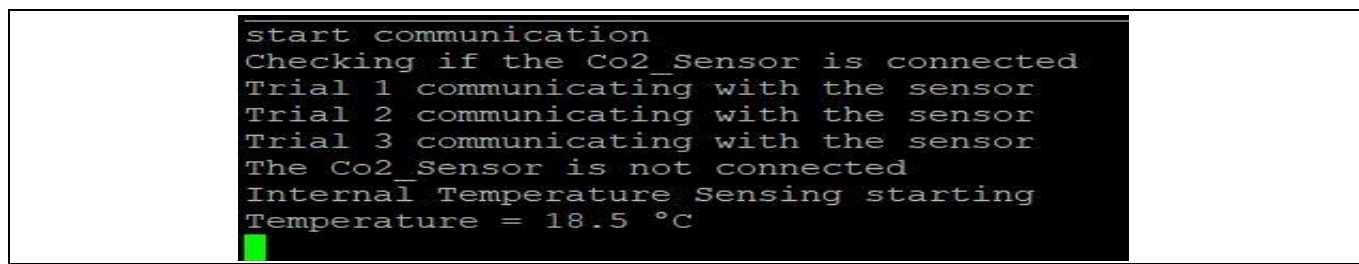 start communication
Checking if the Co2_Sensor is connected
Trial 1 communicating with the sensor
Trial 2 communicating with the sensor
Trial 3 communicating with the sensor
The Co2_Sensor is not connected
Internal Temperature Sensing starting
Temperature = 18.5 °C